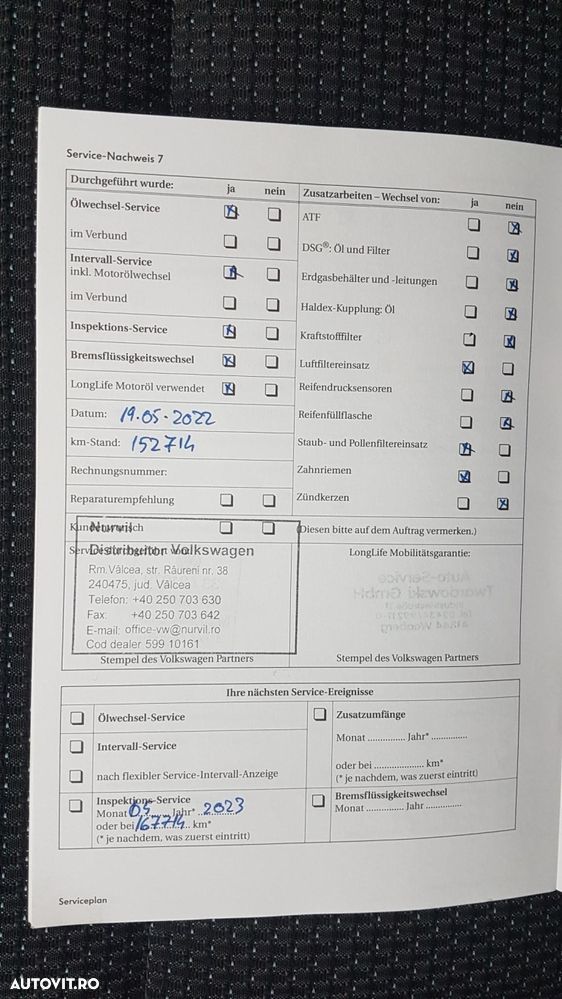 Service-Nachweis 7
Durchgeführt wurde: ja nein
Ölwechsel-Service
im Verbund
Intervall-Service
inkl. Motorölwechsel
im Verbund
Inspektions-Service
Bremsflüssigkeitswechsel
LongLife Motoröl verwendet
Datum: 19.05.2022
km-Stand: 152714
Rechnungsnummer:
Reparaturempfehlung
Nurvil
Distribuitor Volkswagen
Rm.Vâlcea, str. Râureni nr. 38
240475, jud. Vâlcea
Telefon: +40 250 703 630
Fax: +40 250 703 642
E-mail: office-vw@nurvil.ro
Cod dealer 599 10161
Stempel des Volkswagen Partners
Zusatzarbeiten – Wechsel von: ja nein
ATF
DSG®: Öl und Filter
Erdgasbehälter und -leitungen
Haldex-Kupplung: Öl
Kraftstofffilter
Luftfiltereinsatz
Reifendrucksensoren
Reifenfüllflasche
Staub- und Pollenfiltereinsatz
Zahnriemen
Zündkerzen
(Diesen bitte auf dem Auftrag vermerken.)
LongLife Mobilitätsgarantie:
Stempel des Volkswagen Partners
Ihre nächsten Service-Ereignisse
Ölwechsel-Service
Intervall-Service
nach flexibler Service-Intervall-Anzeige
Inspektions-Service
Monat 05 Jahr* 2023
oder bei 167714 km*
(* je nachdem, was zuerst eintritt)
Zusatzumfänge
Monat ............... Jahr* ...............
oder bei ..................... km*
(* je nachdem, was zuerst eintritt)
Bremsflüssigkeitswechsel
Monat ............... Jahr ...............
Serviceplan
AUTOVIT.RO